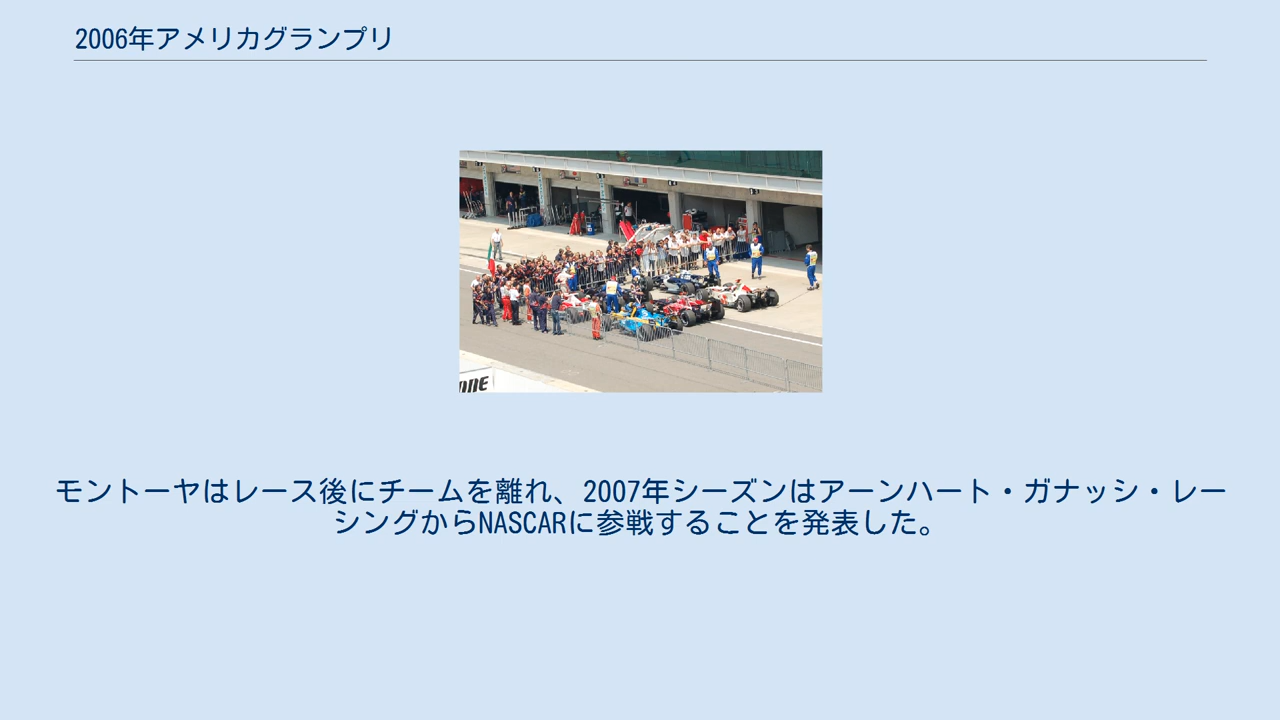 2006年アメリカグランプリ
モントーヤはレース後にチームを離れ、2007年シーズンはアーンハート・ガナッシ・レー
シングからNASCARに参戦することを発表した。